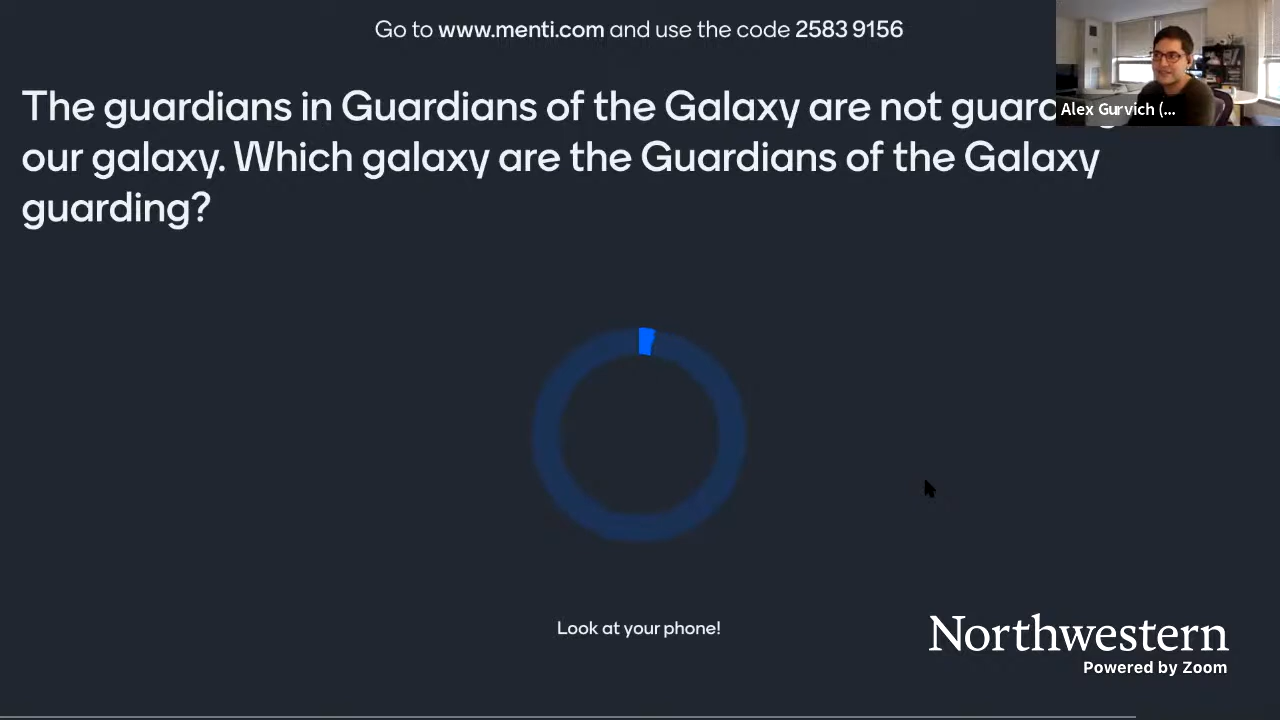 Go to www.menti.com and use the code 2583 9156
The guardians in Guardians of the Galaxy are not
our galaxy. Which galaxy are the Guardians of the Galaxy
guarding?
Alex Gurvich (...
Look at your phone!
Northwestern
Powered by Zoom